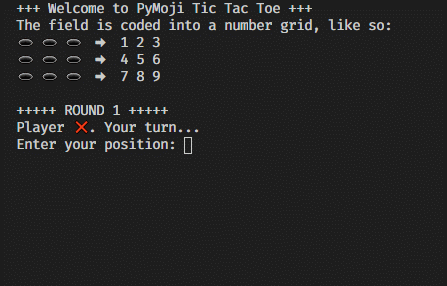 +++ Welcome to PyMoji Tic Tac Toe +++
The field is coded into a number grid, like so:
🕳 🕳 🕳 ➡ 1 2 3
🕳 🕳 🕳 ➡ 4 5 6
🕳 🕳 🕳 ➡ 7 8 9
+++++ ROUND 1 +++++
Player ❌. Your turn...
Enter your position: